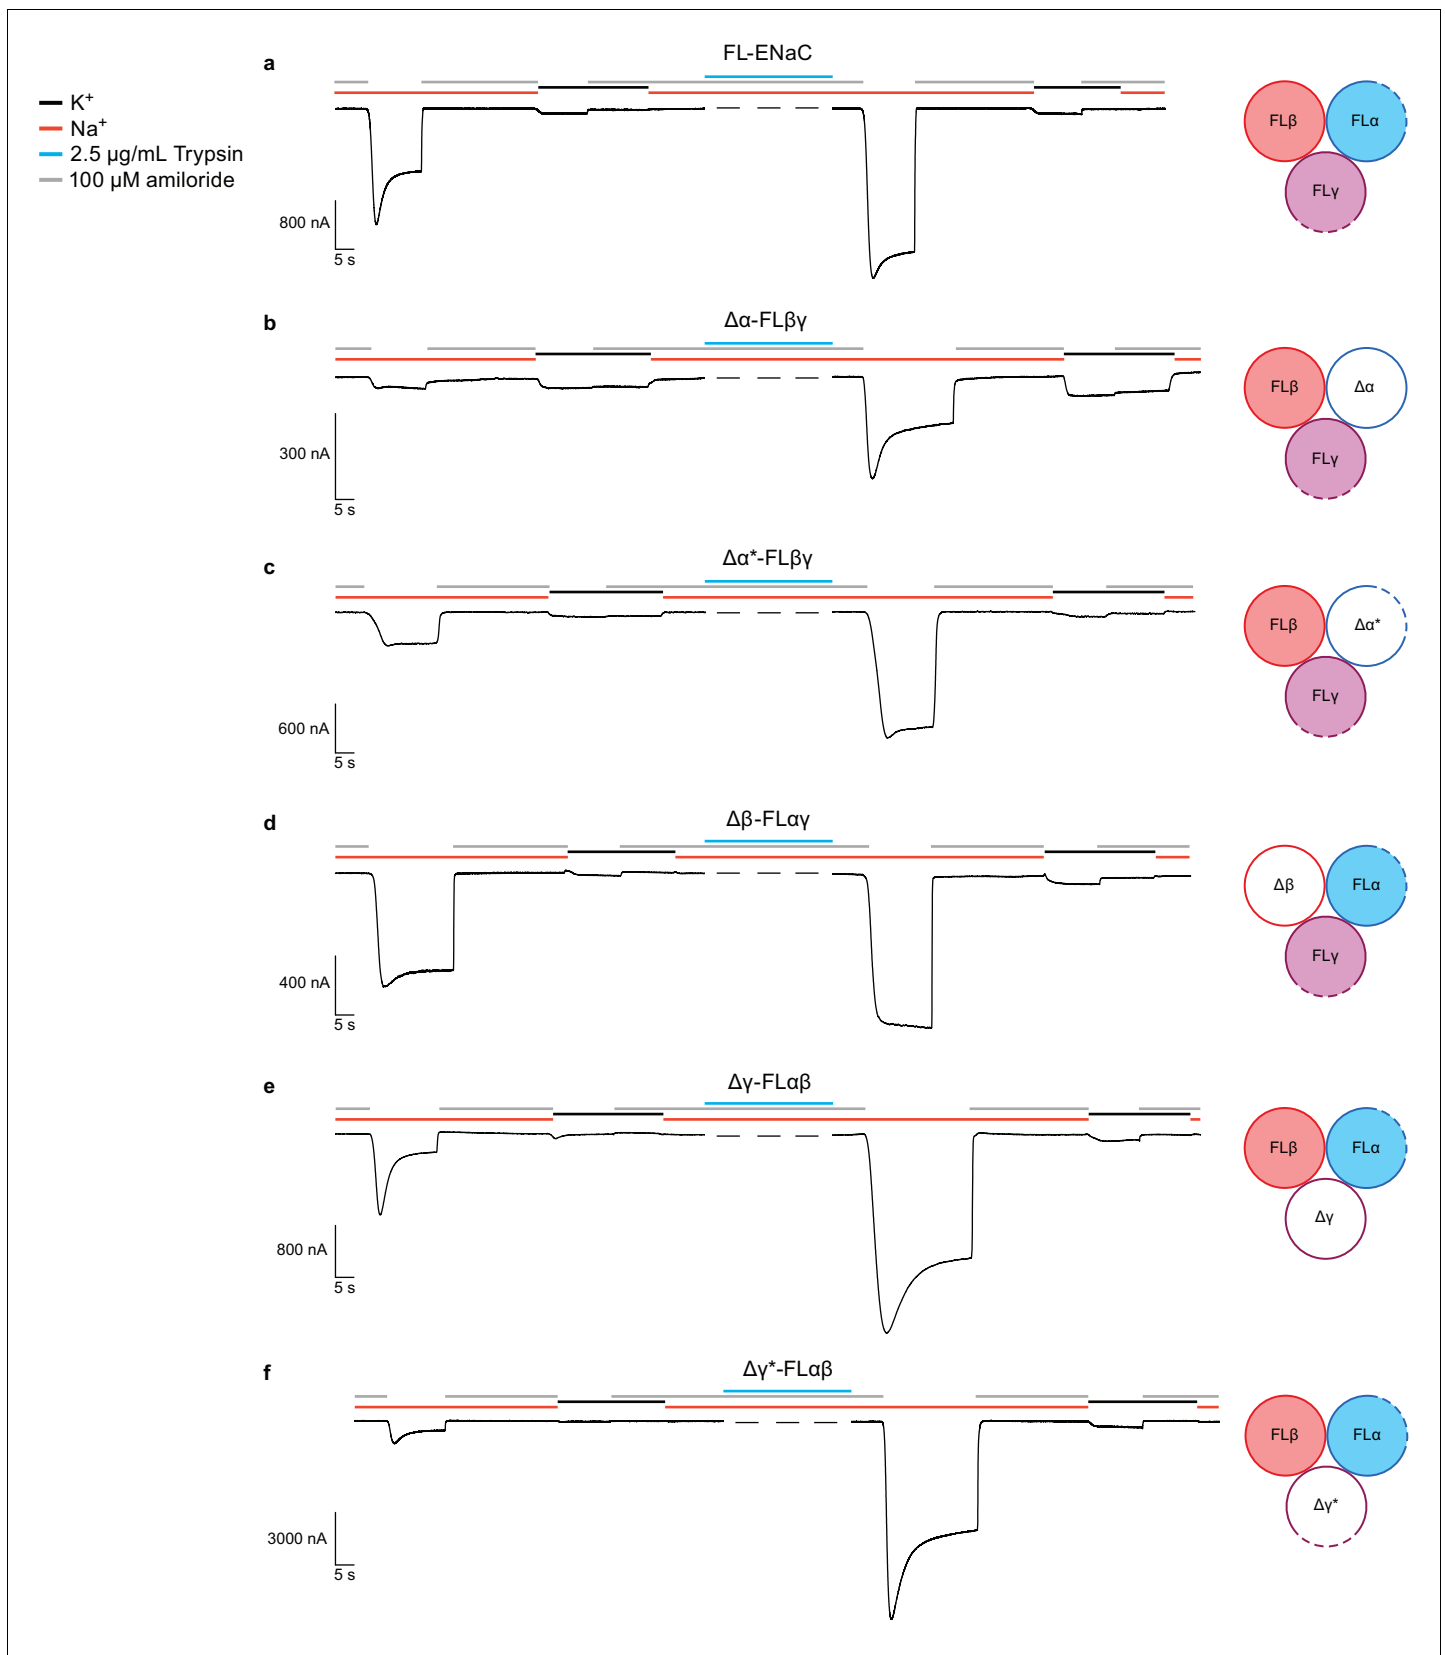 a
FL-ENaC
K⁺
Na⁺
2.5 µg/mL Trypsin
100 µM amiloride
800 nA
5 s
FLβ
FLα
FLγ
b
Δα-FLβγ
300 nA
5 s
FLβ
Δα
FLγ
c
Δα*-FLβγ
600 nA
5 s
FLβ
Δα*
FLγ
d
Δβ-FLαγ
400 nA
5 s
Δβ
FLα
FLγ
e
Δγ-FLαβ
800 nA
5 s
FLβ
FLα
Δγ
f
Δγ*-FLαβ
3000 nA
5 s
FLβ
FLα
Δγ*